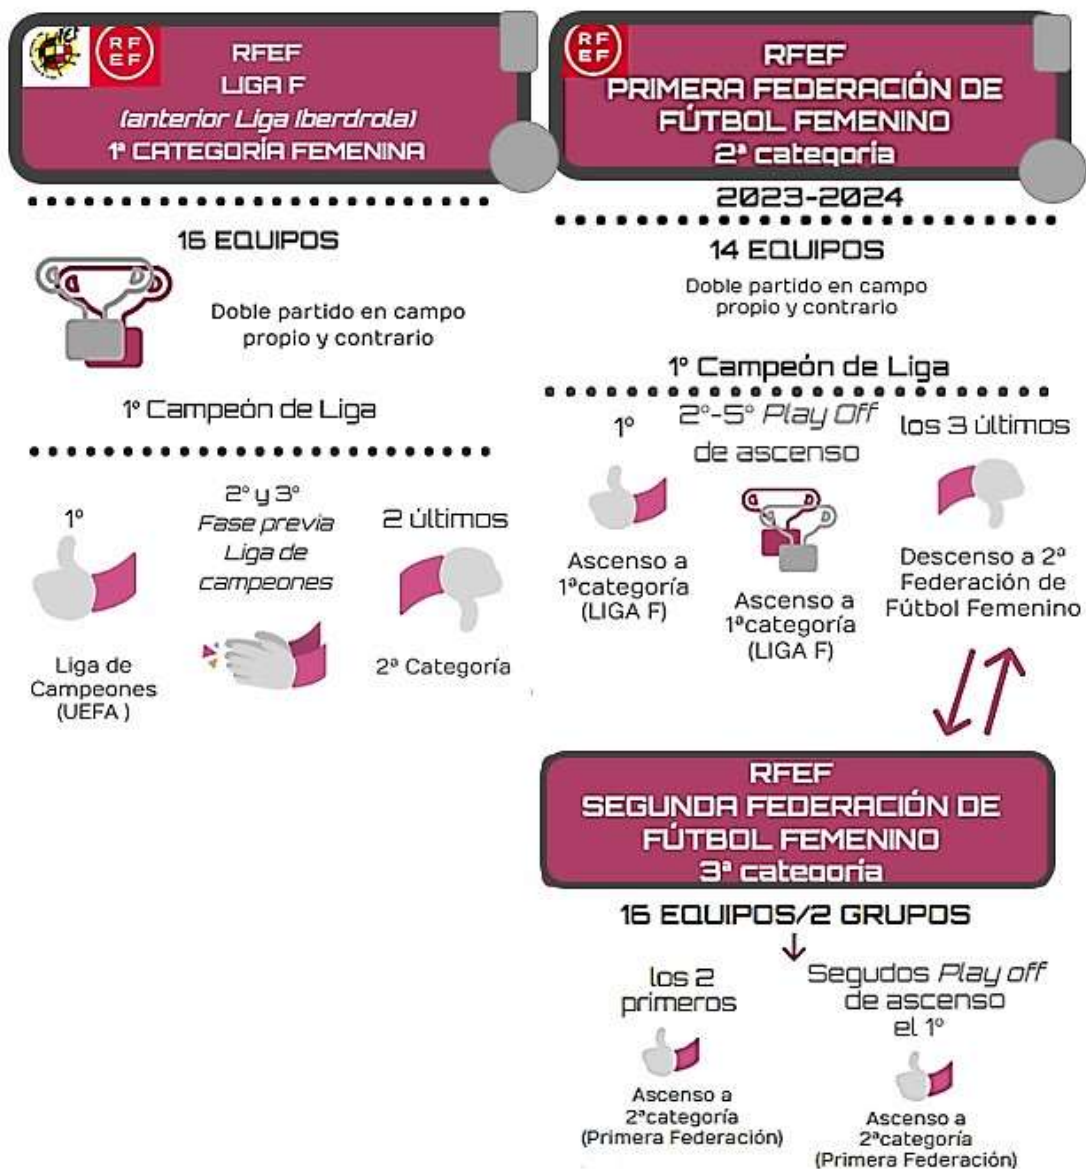 RF
EF
RFEF
LIGA F
(anterior Liga Iberdrola)
1ª CATEGORÍA FEMENINA
16 EQUIPOS
Doble partido en campo
propio y contrario
1º Campeón de Liga
1º
Liga de
Campeones
(UEFA )
2º y 3º
Fase previa
Liga de
campeones
2 últimos
2ª Categoría
RF
EF
RFEF
PRIMERA FEDERACIÓN DE
FÚTBOL FEMENINO
2ª categoría
2023-2024
14 EQUIPOS
Doble partido en campo
propio y contrario
1º Campeón de Liga
1º
Ascenso a
1ªcategoría
(LIGA F)
2º-5º Play Off
de ascenso
Ascenso a
1ªcategoría
(LIGA F)
los 3 últimos
Descenso a 2ª
Federación de
Fútbol Femenino
RFEF
SEGUNDA FEDERACIÓN DE
FÚTBOL FEMENINO
3ª categoría
16 EQUIPOS/2 GRUPOS
los 2
primeros
Ascenso a
2ªcategoría
(Primera Federación)
Segudos Play off
de ascenso
el 1º
Ascenso a
2ªcategoría
(Primera Federación)